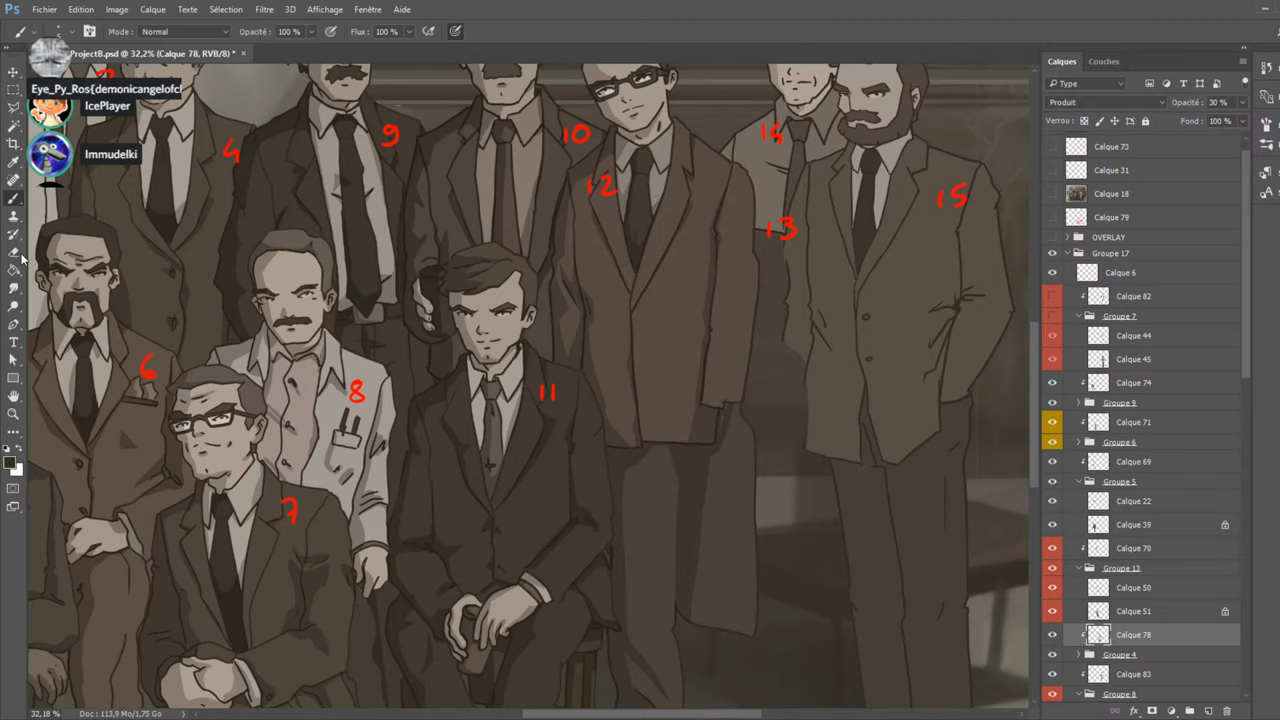 Ps Fichier Edition Image Calque Texte Sélection Filtre 3D Affichage Fenêtre Aide
Mode : Normal Opacité : 100 % Flux : 100 %
ProjectB.psd @ 32,2% (Calque 78, RVB/8) * ×
Eye_Py_Ros{demonicangelofcl
IcePlayer
Immudelki
4
9
10
12
14
13
15
6
8
11
7
Calques Couches
Type
Produit Opacité : 30 %
Verrou : Fond : 100 %
Calque 73
Calque 31
Calque 18
Calque 79
OVERLAY
Groupe 17
Calque 6
Calque 82
Groupe 7
Calque 44
Calque 45
Calque 74
Groupe 9
Calque 71
Groupe 6
Calque 69
Groupe 5
Calque 22
Calque 39
Calque 70
Groupe 13
Calque 50
Calque 51
Calque 78
Groupe 4
Calque 83
Groupe 8
32,18 % Doc : 113,9 Mo/1,75 Go